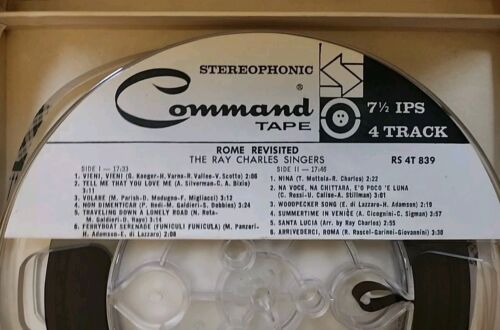 STEREOPHONIC
Command®
TAPE
7½ IPS
4 TRACK
ROME REVISITED
THE RAY CHARLES SINGERS
RS 4T 839
SIDE I — 17:33
1. VIENI, VIENI (G. Koeger-H. Varna-R. Vallee-V. Scotto) 2:08
2. TELL ME THAT YOU LOVE ME (A. Silverman-C. A. Bixio)
3:11
3. VOLARE (M. Parish-D. Modugno-F. Migliacci) 3:12
4. NON DIMENTICAR (P. Redi-M. Galdieri-S. Dobbins) 3:24
5. TRAVELING DOWN A LONELY ROAD (N. Rota-
M. Galdieri-D. Raye) 3:10
6. FERRYBOAT SERENADE (FUNICULI FUNICULA) (M. Panzeri-
H. Adamson-E. di Lazzaro) 2:08
SIDE II — 17:46
1. NINA (T. Mottola-R. Charles) 2:22
2. NA VOCE, NA CHITTARA, E'O POCO 'E LUNA
(C. Rossi-U. Calise-A. Stillman) 3:01
3. WOODPECKER SONG (E. di Lazzaro-H. Adamson) 2:19
4. SUMMERTIME IN VENICE (A. Cicognini-C. Sigman) 3:57
5. SANTA LUCIA (Arr. by Ray Charles) 2:55
6. ARRIVEDERCI, ROMA (R. Rascel-Garinei-Giovannini) 3:30